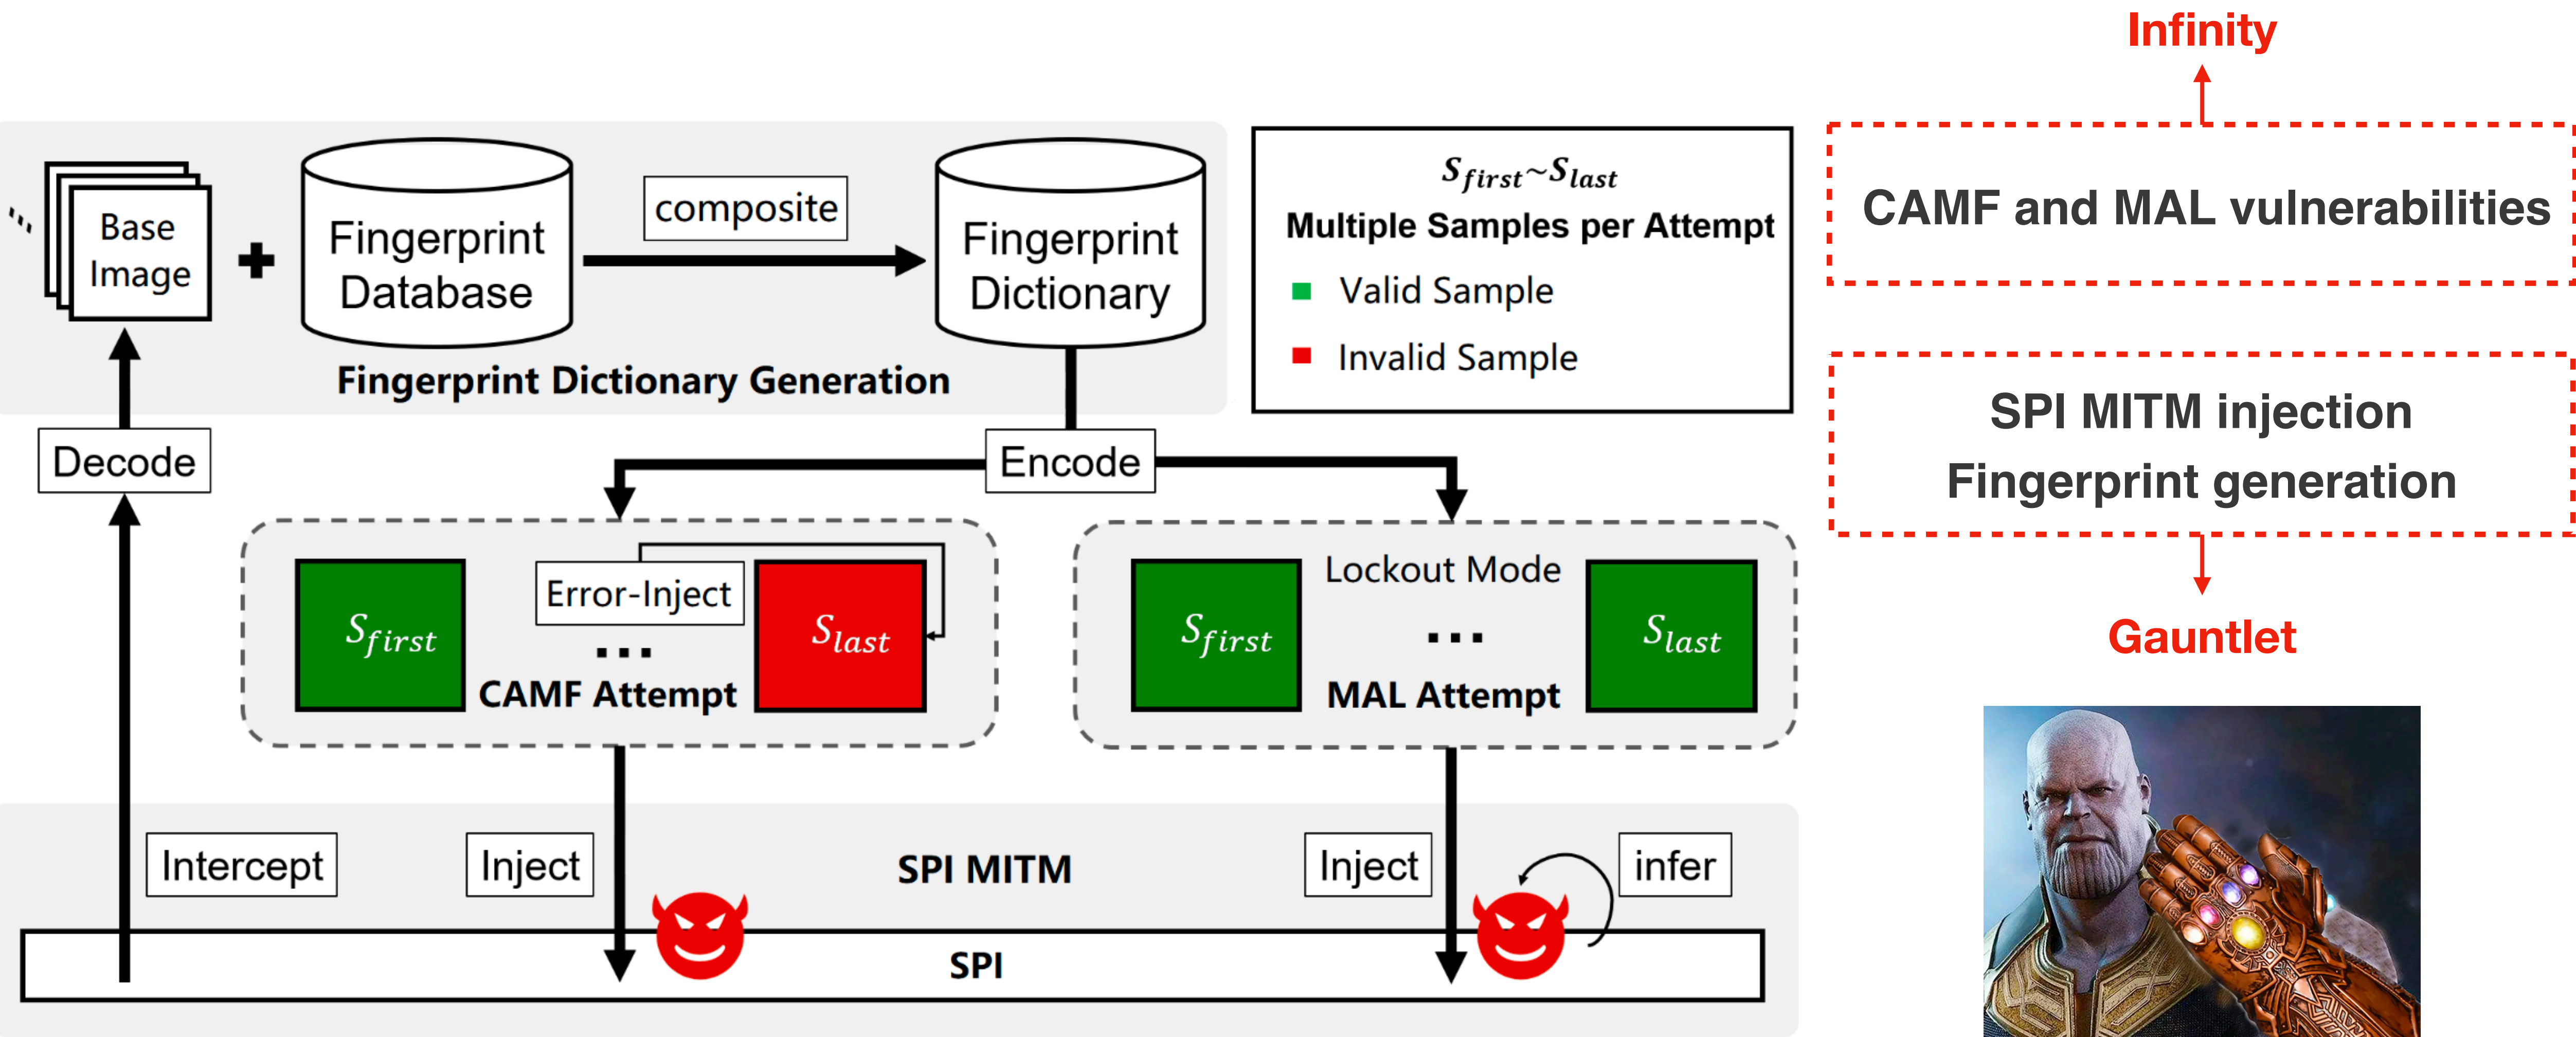 Infinity
CAMF and MAL vulnerabilities
SPI MITM injection
Fingerprint generation
Gauntlet
Base
Image
Fingerprint
Database
composite
Fingerprint
Dictionary
Fingerprint Dictionary Generation
S_first~S_last
Multiple Samples per Attempt
Valid Sample
Invalid Sample
Decode
Encode
S_first
Error-Inject
...
CAMF Attempt
S_last
S_first
Lockout Mode
...
MAL Attempt
S_last
Intercept
Inject
SPI MITM
Inject
infer
SPI